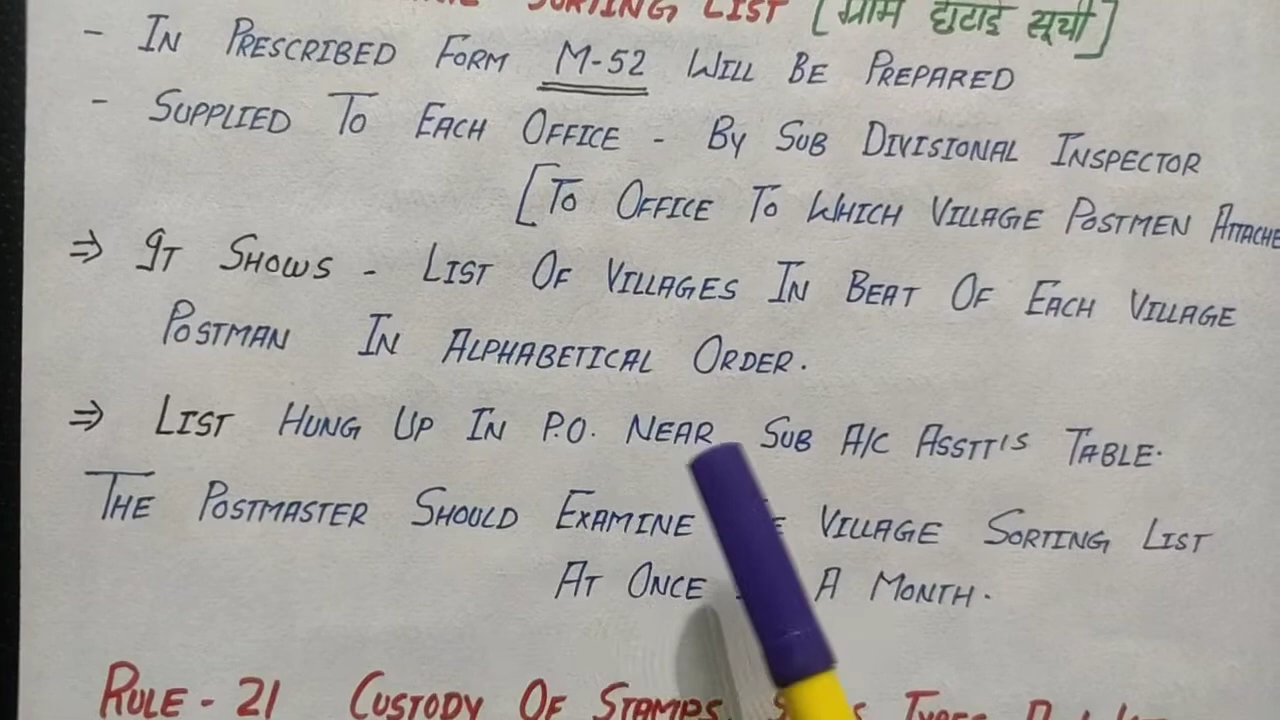 SORTING LIST [ग्राम छटाई सूची]
- IN PRESCRIBED FORM M-52 WILL BE PREPARED
- SUPPLIED TO EACH OFFICE - BY SUB DIVISIONAL INSPECTOR
[TO OFFICE TO WHICH VILLAGE POSTMEN ATTACHE
⇒ IT SHOWS - LIST OF VILLAGES IN BEAT OF EACH VILLAGE
POSTMAN IN ALPHABETICAL ORDER.
⇒ LIST HUNG UP IN P.O. NEAR SUB A/C ASSTT'S TABLE.
THE POSTMASTER SHOULD EXAMINE VILLAGE SORTING LIST
AT ONCE A MONTH.
RULE - 21 CUSTODY OF STAMPS,